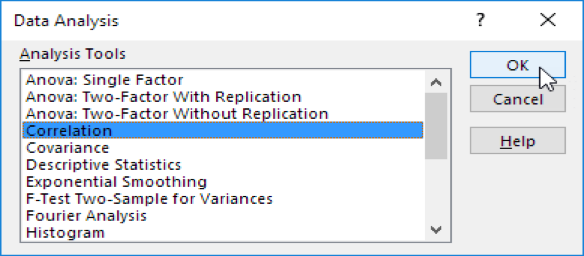 Data Analysis
?
Analysis Tools
OK
Anova: Single Factor
Anova: Two-Factor With Replication
Anova: Two-Factor Without Replication
Cancel
Correlation
Covariance
Help
Descriptive Statistics
Exponential Smoothing
F-Test Two-Sample for Variances
Fourier Analysis
Histogram